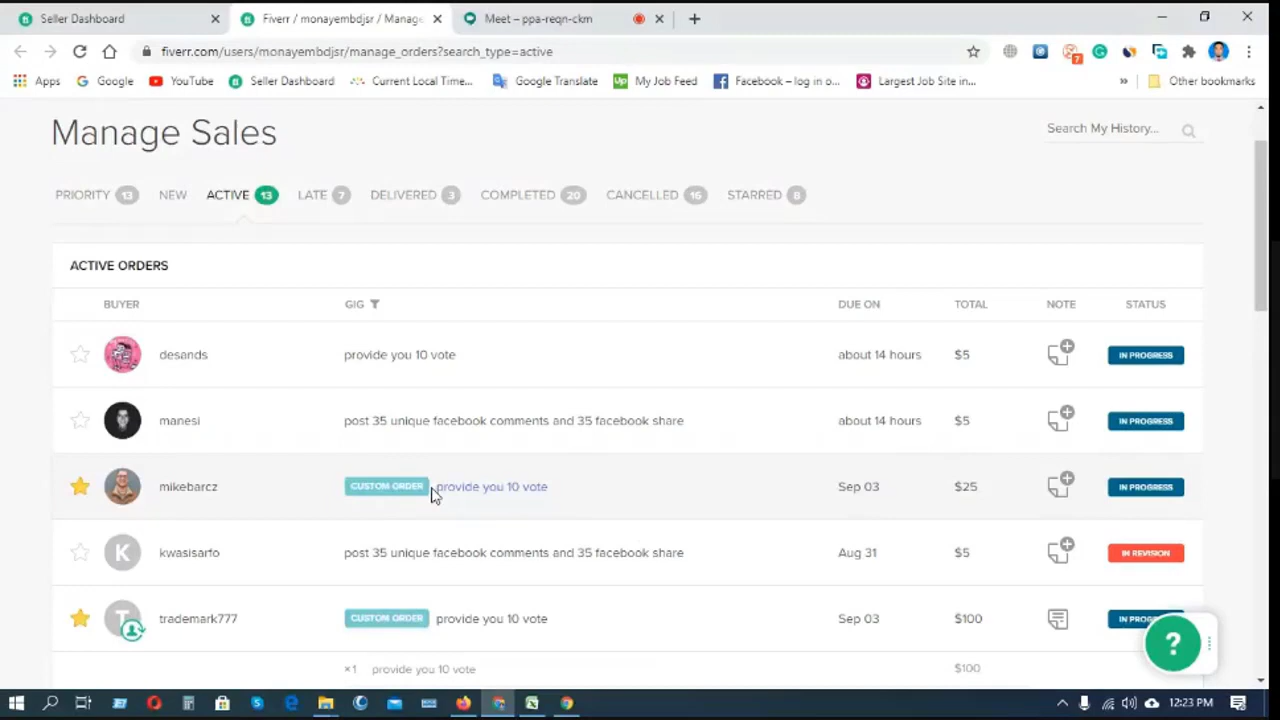 Seller Dashboard
Fiverr / monayembdjsr / Manage
Meet – ppa-reqn-ckm
fiverr.com/users/monayembdjsr/manage_orders?search_type=active
7
Apps
Google
YouTube
Seller Dashboard
Current Local Time...
Google Translate
Up My Job Feed
Facebook – log in o...
Largest Job Site in...
»
Other bookmarks
Manage Sales
Search My History...
PRIORITY 13 NEW ACTIVE 13 LATE 7 DELIVERED 3 COMPLETED 20 CANCELLED 16 STARRED 8
ACTIVE ORDERS
BUYER GIG DUE ON TOTAL NOTE STATUS
desands provide you 10 vote about 14 hours $5 IN PROGRESS
manesi post 35 unique facebook comments and 35 facebook share about 14 hours $5 IN PROGRESS
mikebarcz CUSTOM ORDER provide you 10 vote Sep 03 $25 IN PROGRESS
K kwasisarfo post 35 unique facebook comments and 35 facebook share Aug 31 $5 IN REVISION
T trademark777 CUSTOM ORDER provide you 10 vote Sep 03 $100 IN PROG
×1 provide you 10 vote $100
?
12:23 PM